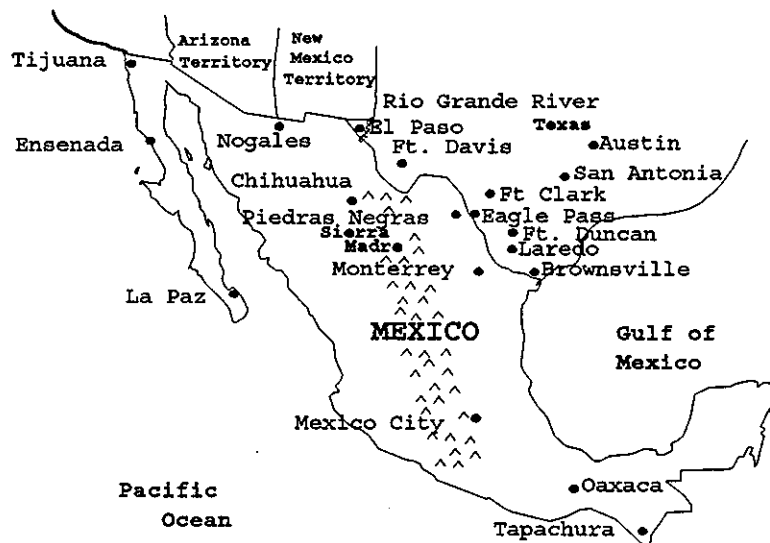 Arizona
Territory
New
Mexico
Territory
Tijuana
Rio Grande River
Texas
El Paso
Austin
Nogales
Ensenada
Ft. Davis
San Antonia
Chihuahua
Ft Clark
Piedras Negras
Eagle Pass
Sierra
Ft. Duncan
Madr
Laredo
Monterrey
Brownsville
La Paz
MEXICO
Gulf of
Mexico
Mexico City
Pacific
Ocean
Oaxaca
Tapachura